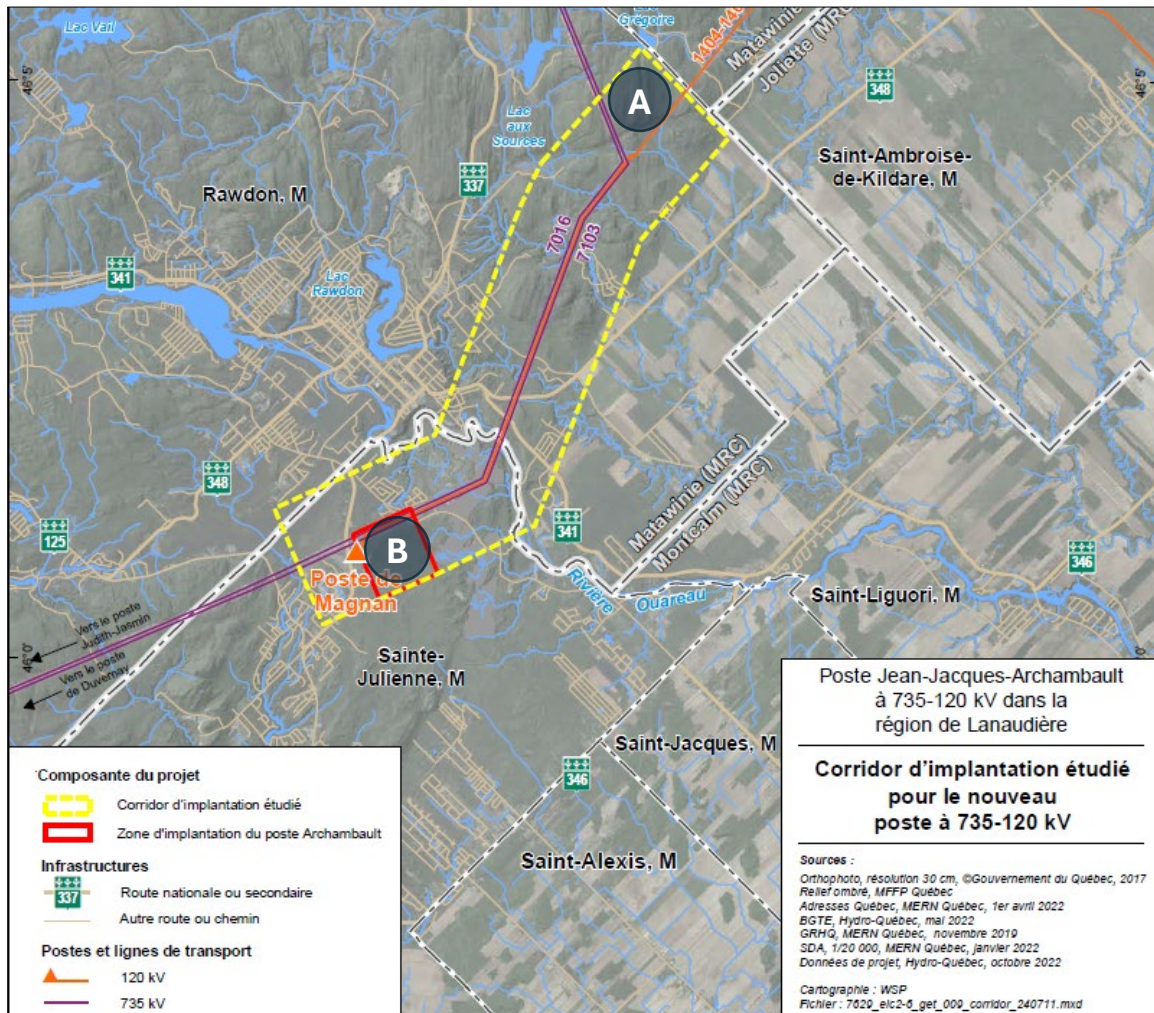 Lac Vail
Grégoire
46°5'
1404-140
Matawinie (MRC)
Joliette (MRC)
348
46°5'
A
Lac
aux
Sources
Saint-Ambroise-
de-Kildare, M
337
Rawdon, M
7016
7103
341
Lac
Rawdon
348
125
341
Matawinie (MRC)
Montcalm (MRC)
346
B
Poste de
Magnan
Rivière
Ouareau
Saint-Liguori, M
Vers le poste
Judith-Jasmin
Vers le poste
de Duvernay
46°0'
Sainte-
Julienne, M
Saint-Jacques, M
346
Saint-Alexis, M
Composante du projet
Corridor d'implantation étudié
Zone d'implantation du poste Archambault
Infrastructures
337
Route nationale ou secondaire
Autre route ou chemin
Postes et lignes de transport
120 kV
735 kV
Poste Jean-Jacques-Archambault
à 735-120 kV dans la
région de Lanaudière
Corridor d'implantation étudié
pour le nouveau
poste à 735-120 kV
Sources :
Orthophoto, résolution 30 cm, ©Gouvernement du Québec, 2017
Relief ombré, MFFP Québec
Adresses Québec, MERN Québec, 1er avril 2022
BGTE, Hydro-Québec, mai 2022
GRHQ, MERN Québec, novembre 2019
SDA, 1/20 000, MERN Québec, janvier 2022
Données de projet, Hydro-Québec, octobre 2022
Cartographie : WSP
Fichier : 7629_eic2-6_get_009_corridor_240711.mxd